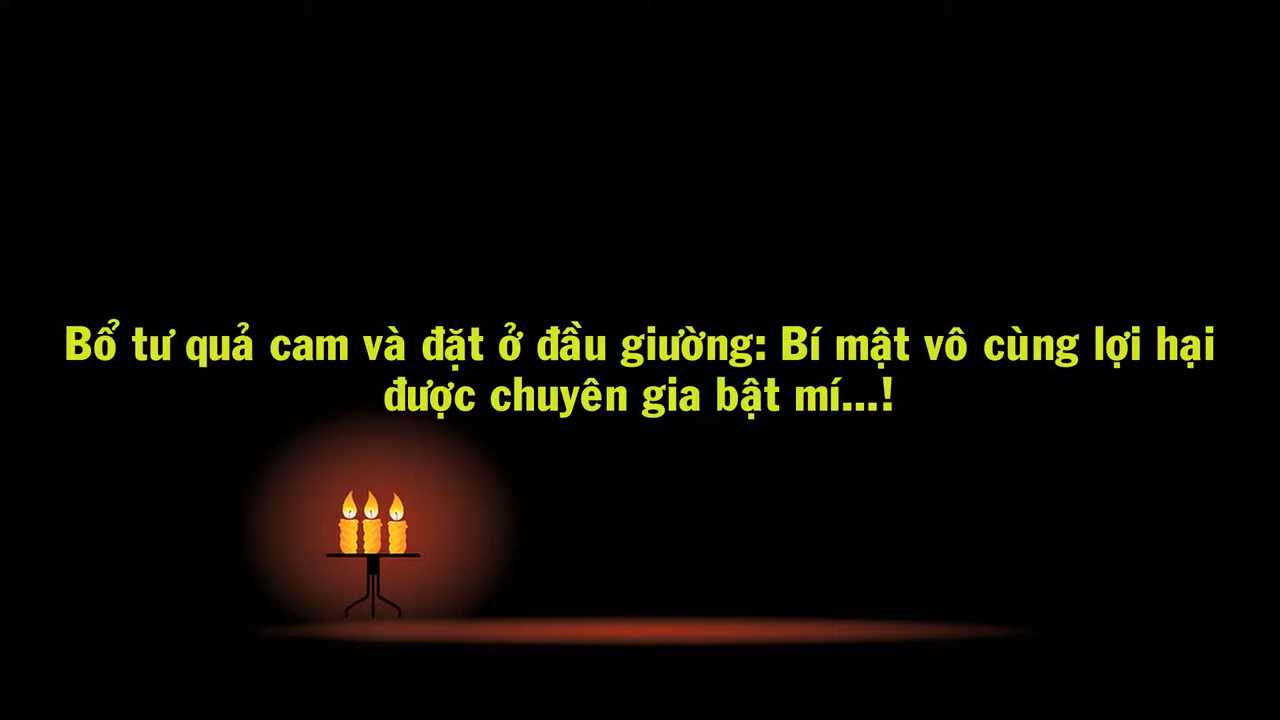 Bổ tư quả cam và đặt ở đầu giường: Bí mật vô cùng lợi hại
được chuyên gia bật mí...!